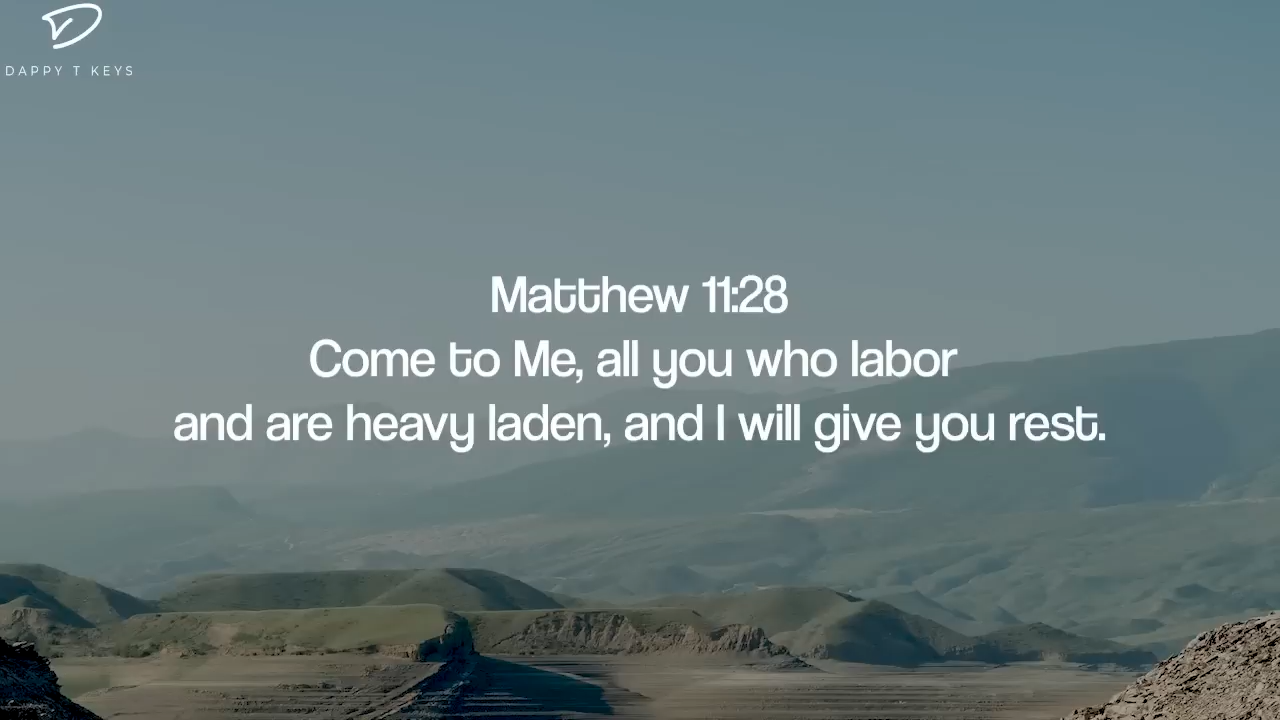 DAPPY T KEYS
Matthew 11:28
Come to Me, all you who labor
and are heavy laden, and I will give you rest.